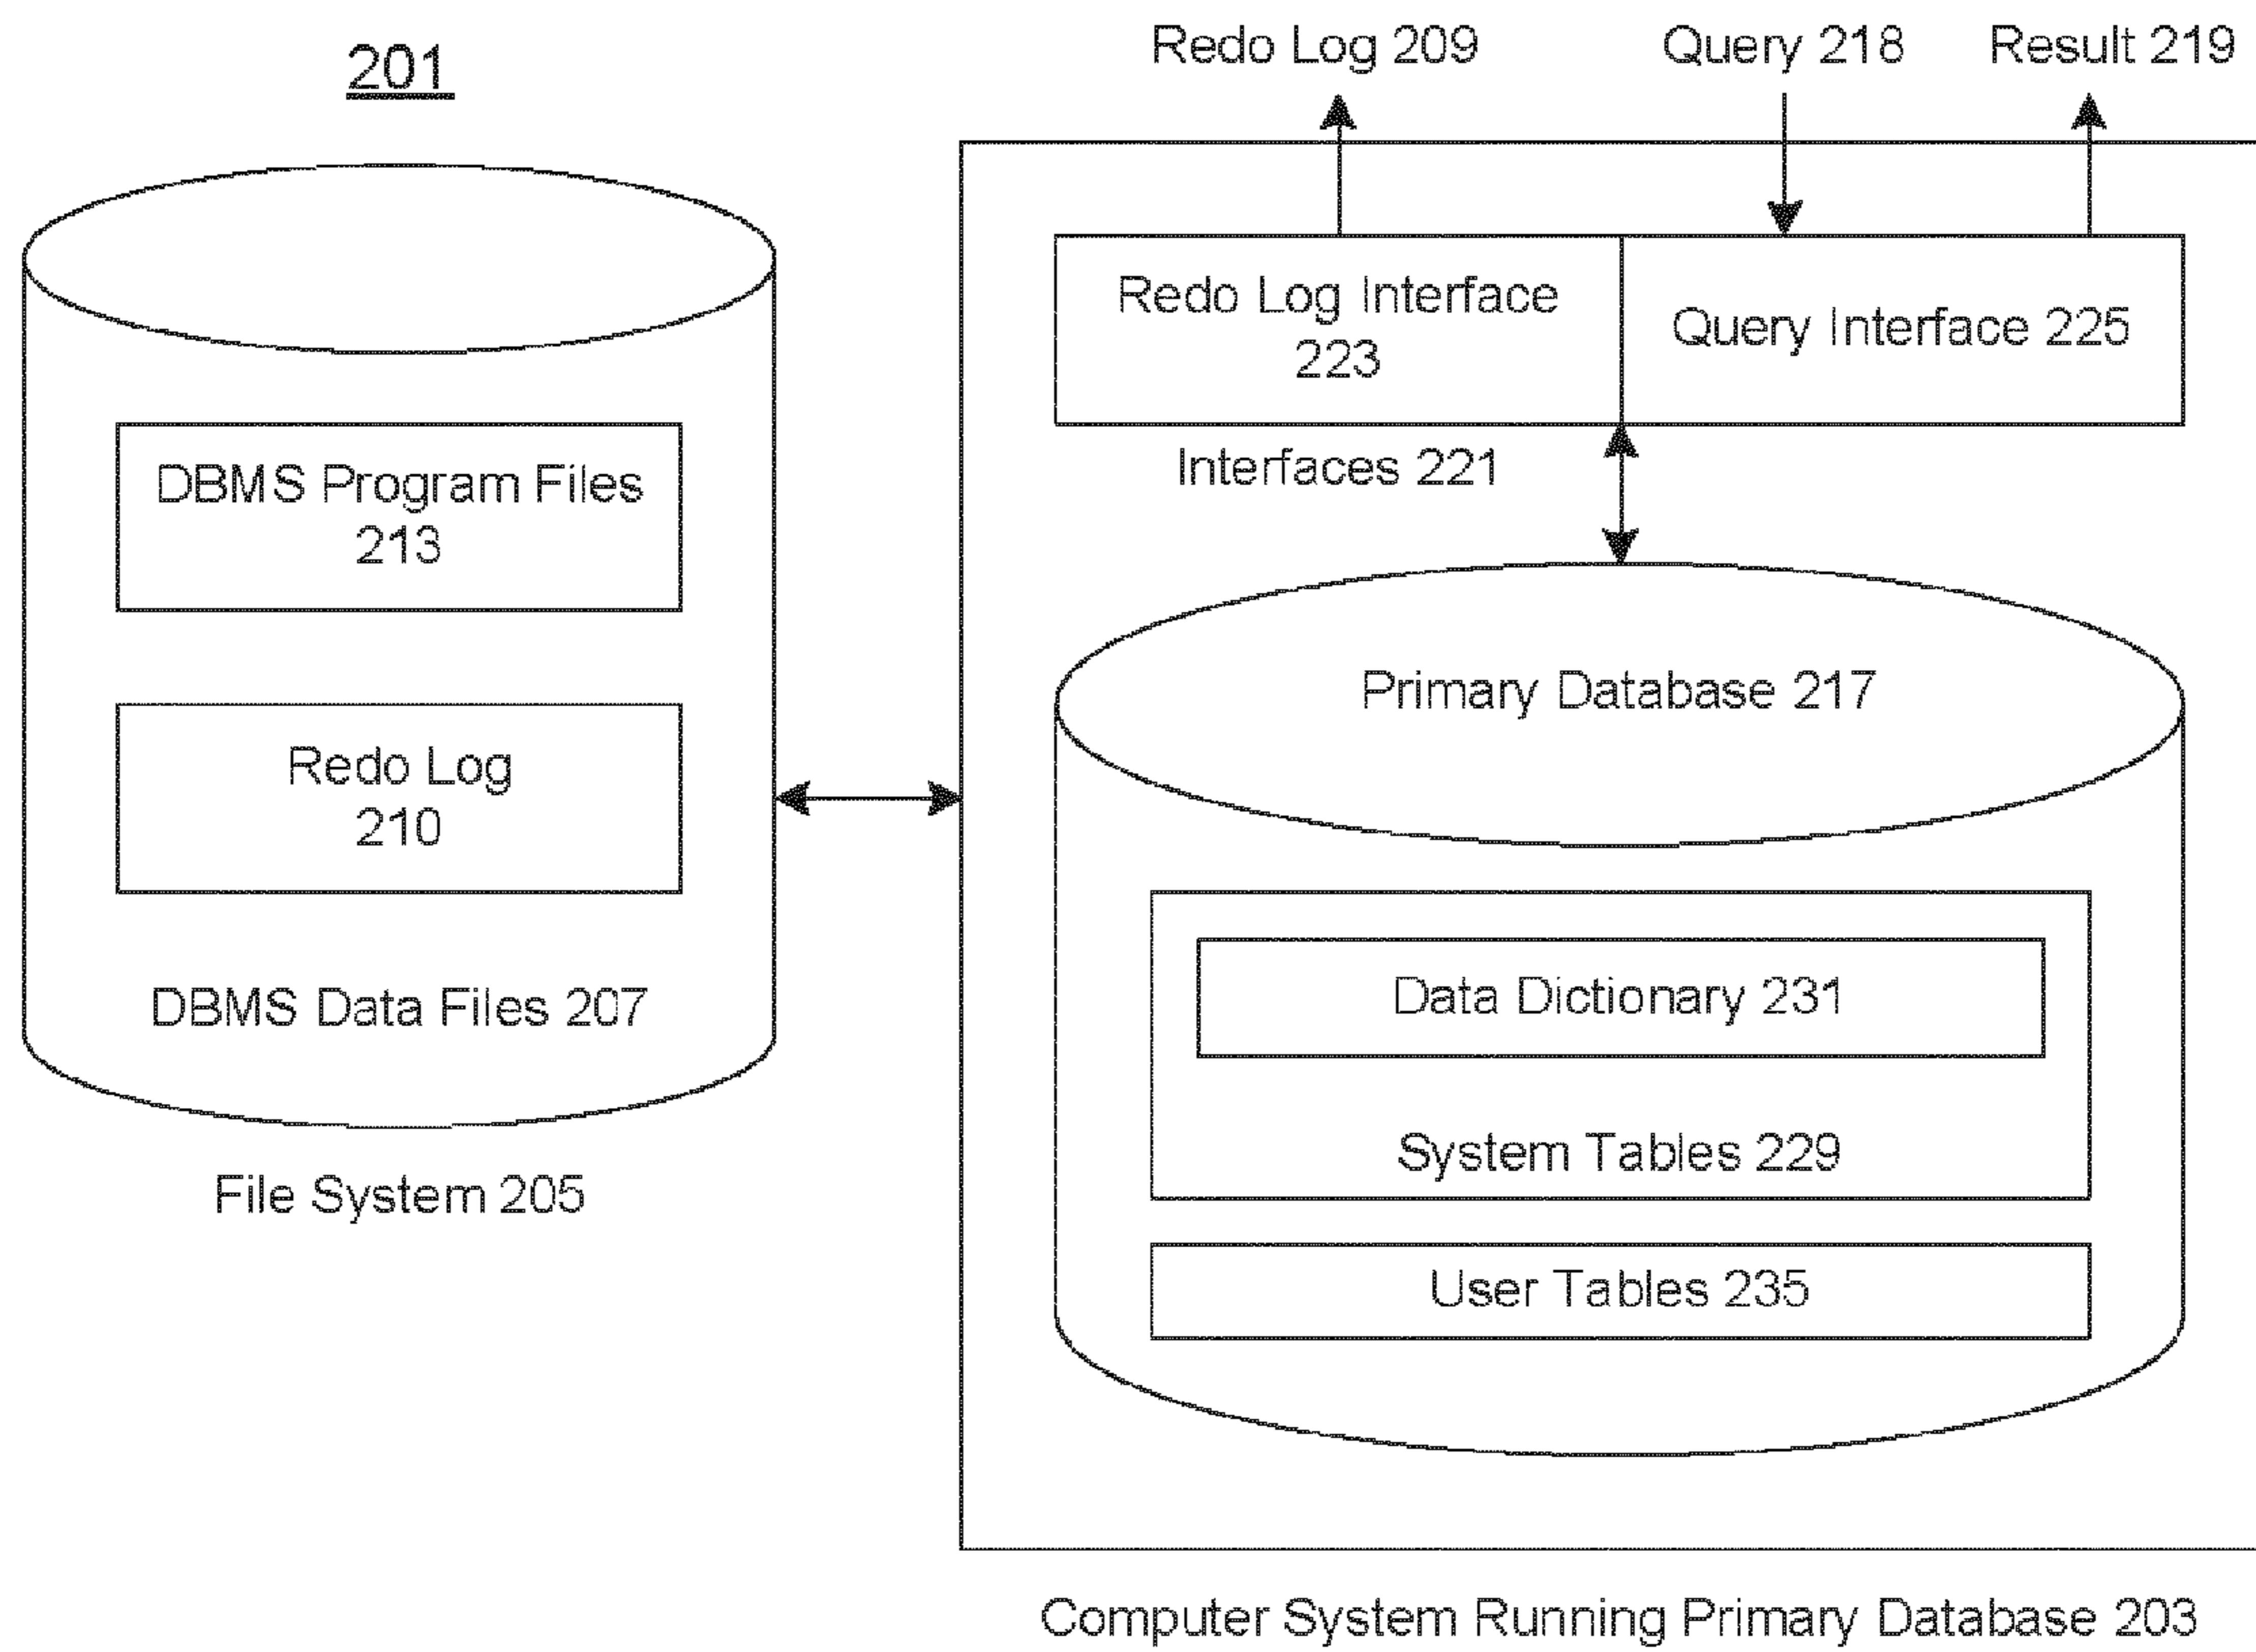 201
Redo Log 209
Query 218
Result 219
Redo Log Interface
223
Query Interface 225
Interfaces 221
DBMS Program Files
213
Redo Log
210
DBMS Data Files 207
File System 205
Primary Database 217
Data Dictionary 231
System Tables 229
User Tables 235
Computer System Running Primary Database 203